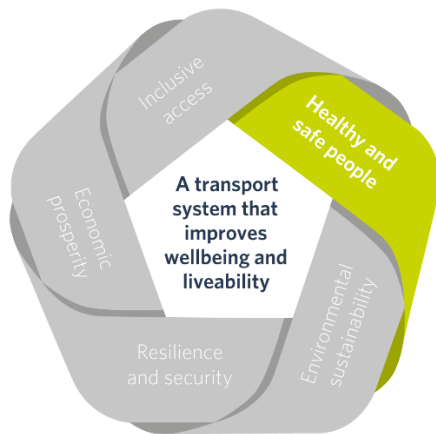 Inclusive
access
Healthy and
safe people
A transport
system that
improves
wellbeing and
liveability
Economic
prosperity
Environmental
sustainability
Resilience
and security